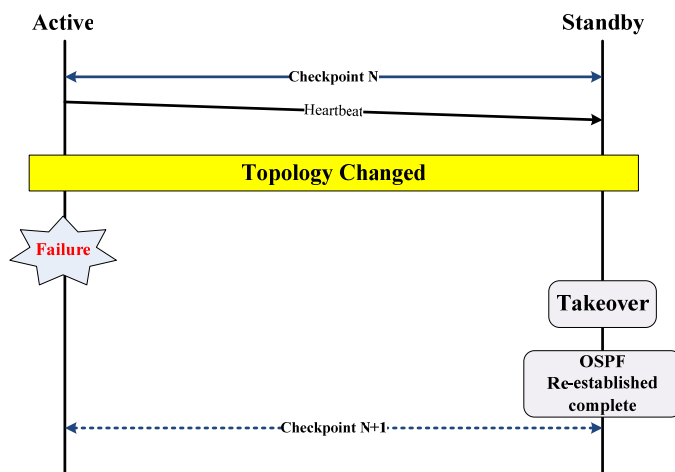 Active
Standby
Checkpoint N
Heartbeat
Topology Changed
Failure
Takeover
OSPF
Re-established
complete
Checkpoint N+1